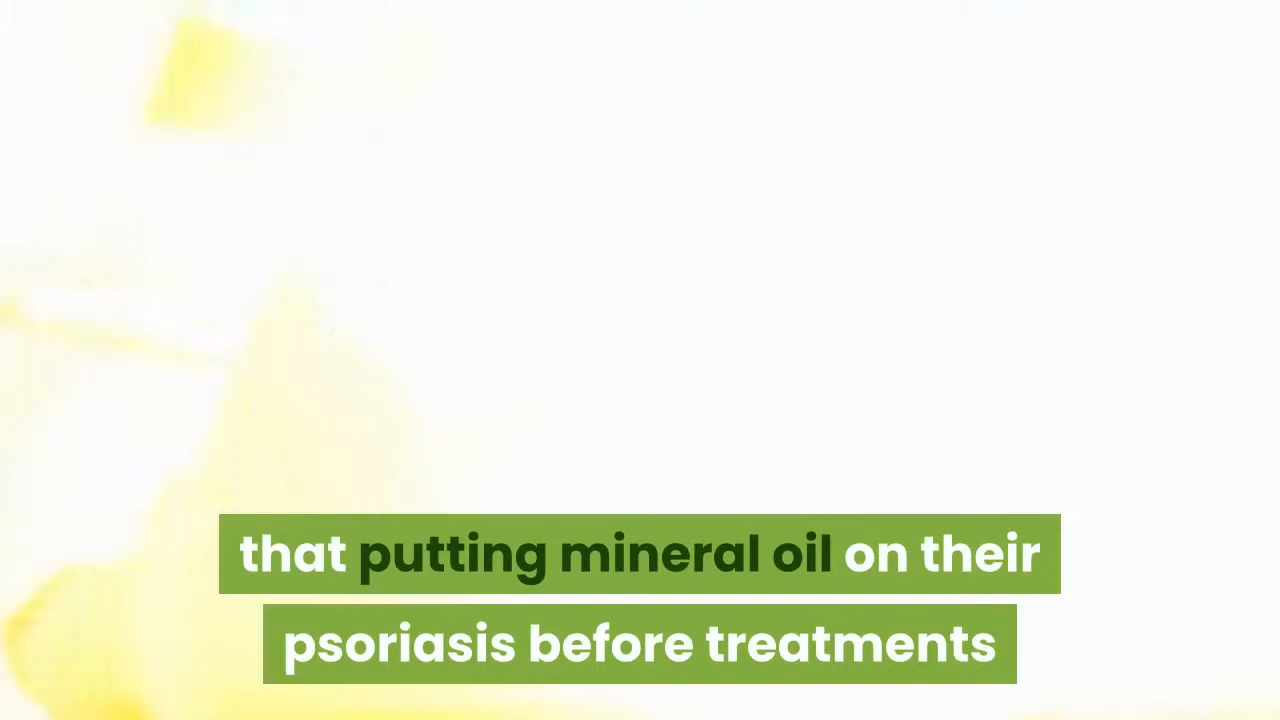 that putting mineral oil on their
psoriasis before treatments